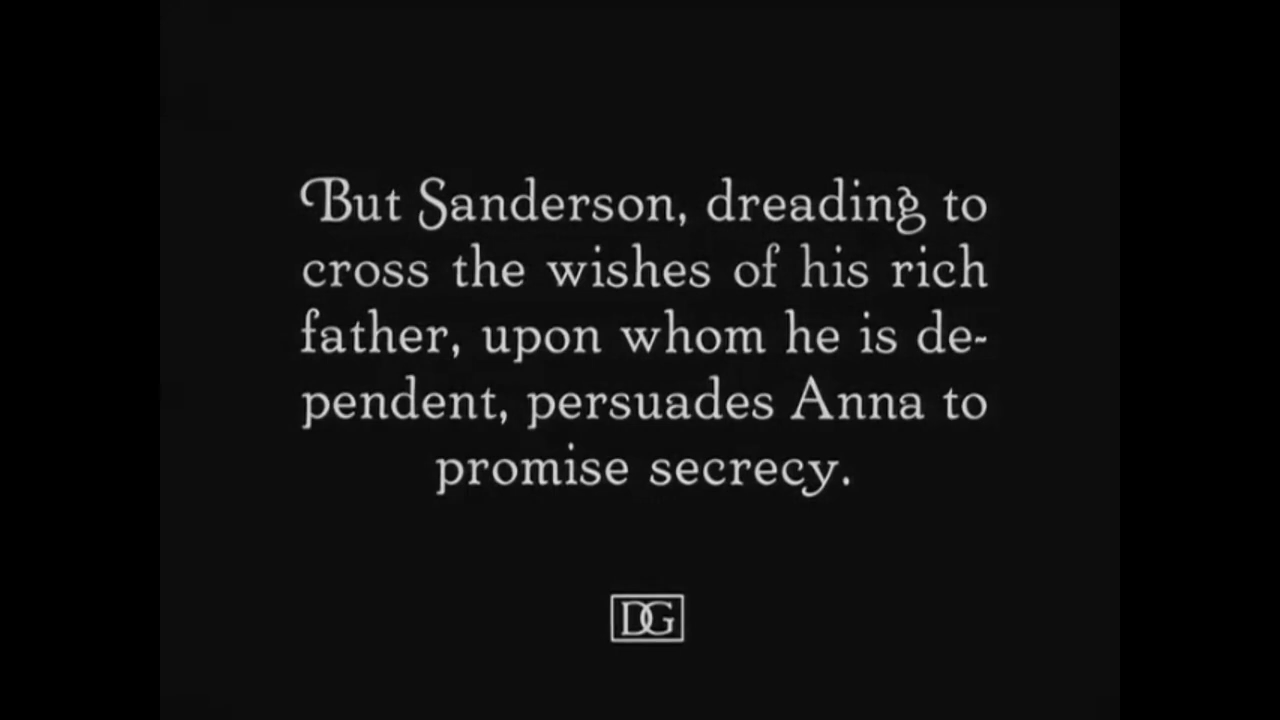 But Sanderson, dreading to
cross the wishes of his rich
father, upon whom he is de-
pendent, persuades Anna to
promise secrecy.
DG